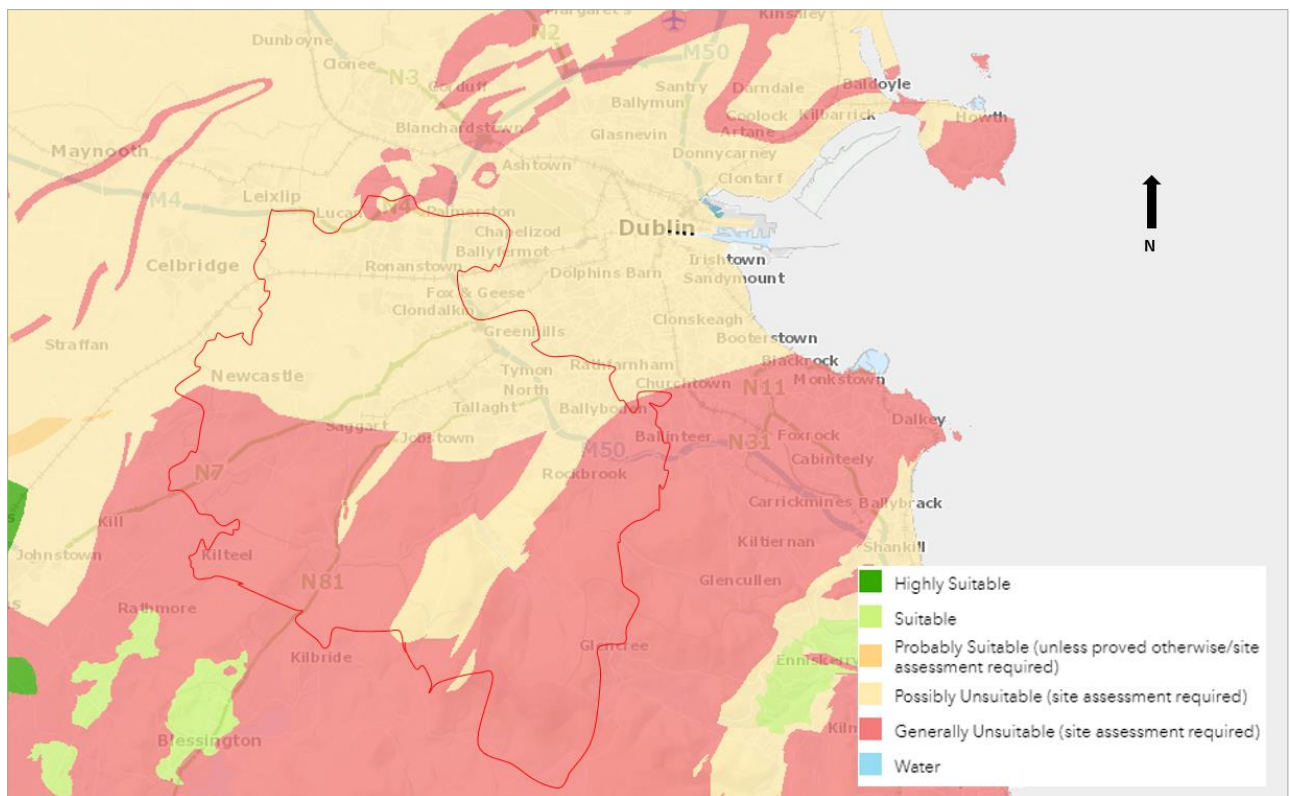 Margaret's
Kinsaley
N2
Dunboyne
M50
Clonee
N3
Corduff
Santry
Darndale
Baldoyle
Ballymun
Coolock
Kilbarrick
Howth
Blanchardstown
Glasnevin
Artane
Maynooth
Donnycarney
Ashtown
Clontarf
M4
Leixlip
Lucan
N4
Palmerston
Dublin
Chapelizod
Ballyfermot
Irishtown
N
Celbridge
Ronanstown
Dolphins Barn
Sandymount
Fox & Geese
Clondalkin
Clonskeagh
Greenhills
Booterstown
Straffan
Rathfarnham
Blackrock
Newcastle
Tymon
North
Churchtown
Monkstown
N11
Tallaght
Ballyboden
Dalkey
Saggart
Jobstown
Ballinteer
N31
Foxrock
M50
Cabinteely
N7
Rockbrook
Carrickmines
Ballybrack
Kill
Kiltiernan
Shankill
Johnstown
Kilteel
N81
Glencullen
Rathmore
Glencree
Kilbride
Enniskerry
Blessington
Highly Suitable
Suitable
Probably Suitable (unless proved otherwise/site
assessment required)
Possibly Unsuitable (site assessment required)
Generally Unsuitable (site assessment required)
Water